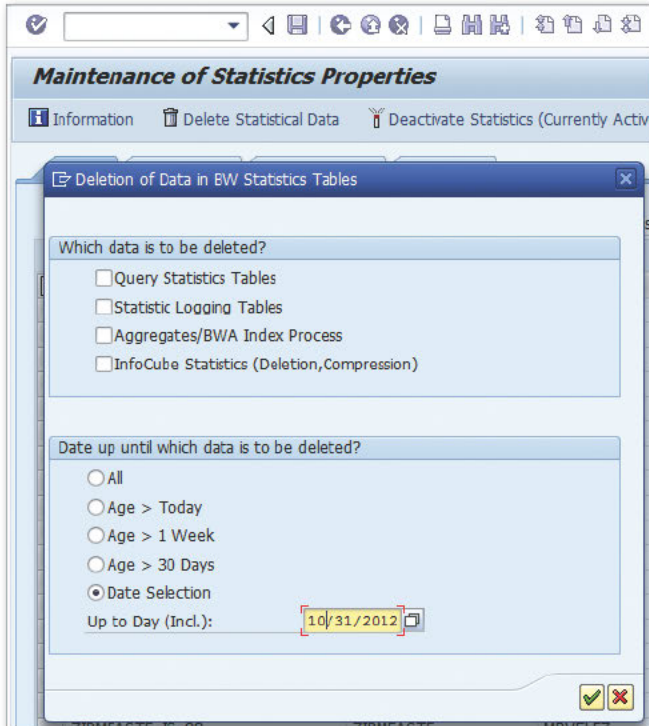 Maintenance of Statistics Properties
Information Delete Statistical Data Deactivate Statistics (Currently Activ
Deletion of Data in BW Statistics Tables
Which data is to be deleted?
Query Statistics Tables
Statistic Logging Tables
Aggregates/BWA Index Process
InfoCube Statistics (Deletion,Compression)
Date up until which data is to be deleted?
All
Age > Today
Age > 1 Week
Age > 30 Days
Date Selection
Up to Day (Incl.): 10/31/2012